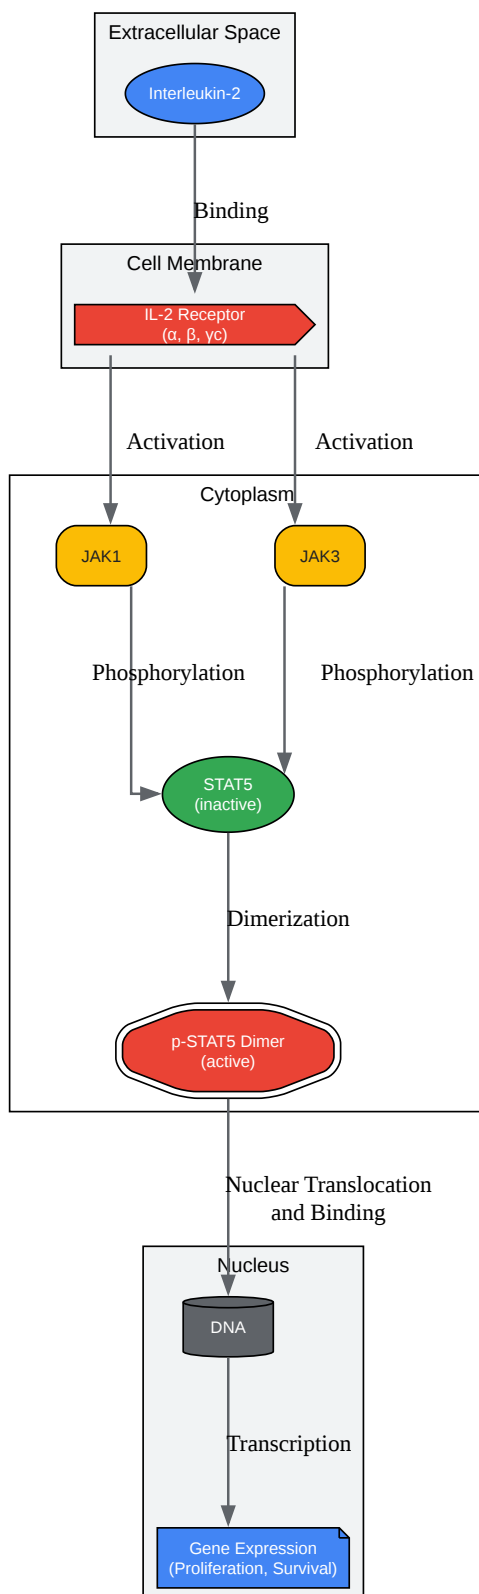 Extracellular Space
Interleukin-2
Binding
Cell Membrane
IL-2 Receptor
(α, β, γc)
Activation
Activation
Cytoplasm
JAK1
JAK3
Phosphorylation
Phosphorylation
STAT5
(inactive)
Dimerization
p-STAT5 Dimer
(active)
Nuclear Translocation
and Binding
Nucleus
DNA
Transcription
Gene Expression
(Proliferation, Survival)